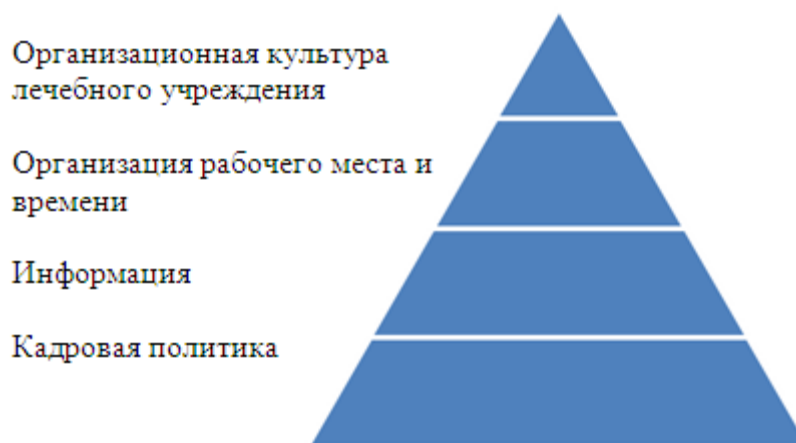 Организационная культура
лечебного учреждения
Организация рабочего места и
времени
Информация
Кадровая политика